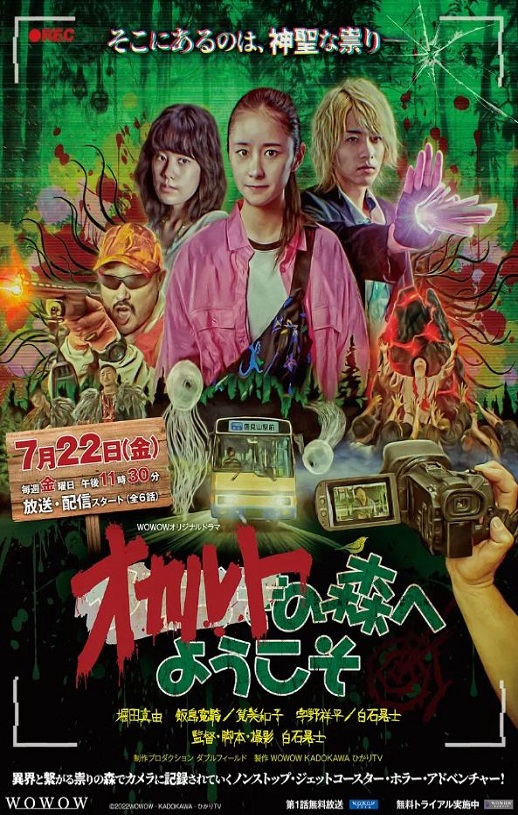 REC
そこにあるのは、神聖な祟り
7月22日(金)
毎週金曜日 午後11時30分
放送・配信スタート(全6話)
WOWOWオリジナルドラマ
オカルトの森へ
ようこそ
堀田真由 飯島寛騎/筧美和子 宇野祥平/白石晃士
監督・脚本・撮影 白石晃士
制作プロダクション ダブルフィールド 製作 WOWOW KADOKAWA ひかりTV
異界と繋がる祟りの森でカメラに記録されていくノンストップ・ジェットコースター・ホラー・アドベンチャー!
WOWOW
©2022WOWOW・KADOKAWA・ひかりTV
第1話無料放送
無料トライアル実施中